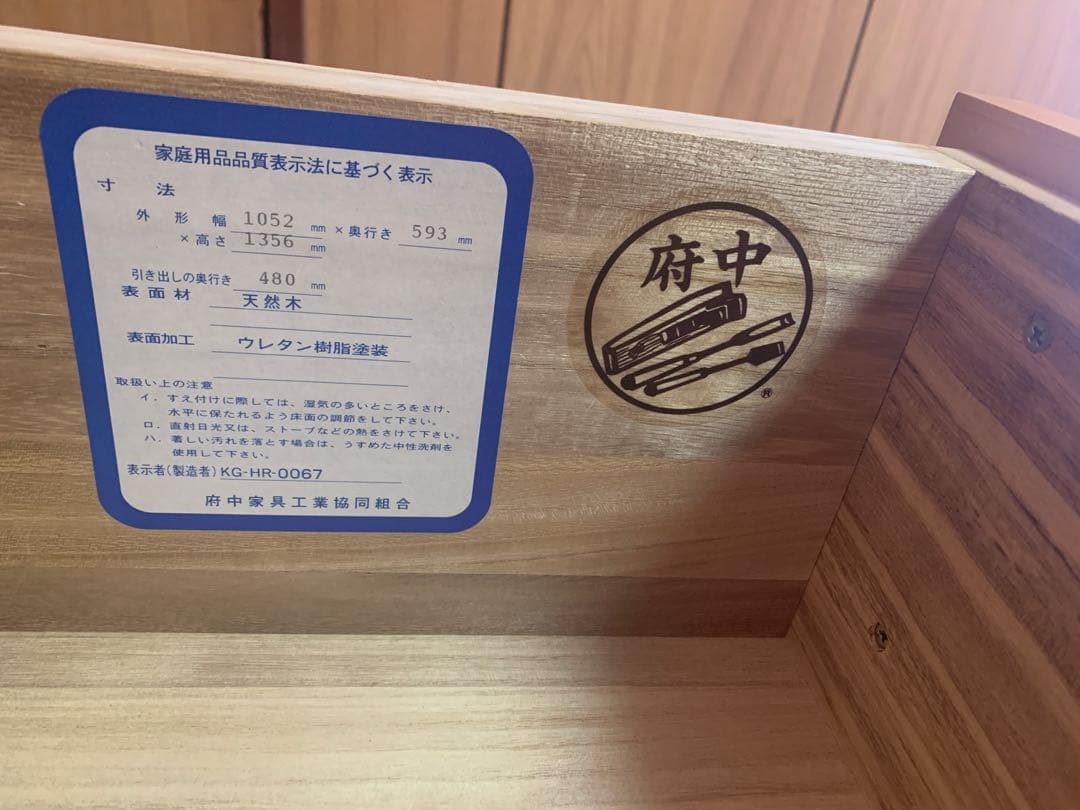 家庭用品品質表示法に基づく表示
寸 法
外 形 幅 1052 mm × 奥行き 593 mm
× 高さ 1356 mm
引き出しの奥行き 480 mm
表 面 材 天然木
表面加工 ウレタン樹脂塗装
取扱い上の注意
イ. すえ付けに際しては、湿気の多いところをさけ、
水平に保たれるよう床面の調節をして下さい。
ロ. 直射日光又は、ストーブなどの熱をさけて下さい。
ハ. 著しい汚れを落とす場合は、うすめた中性洗剤を
使用して下さい。
表示者(製造者) KG-HR-0067
府中家具工業協同組合
府中
®